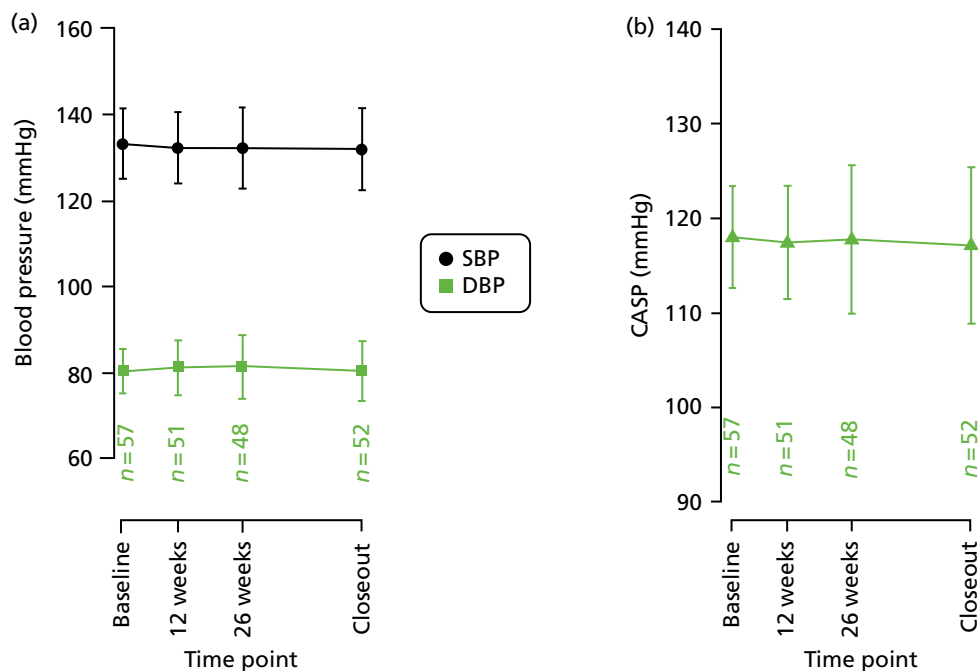 (a)
Blood pressure (mmHg)
160
140
120
100
80
60
n=57
n=51
n=48
n=52
Baseline
12 weeks
26 weeks
Closeout
Time point
SBP
DBP
(b)
CASP (mmHg)
140
130
120
110
100
90
n=57
n=51
n=48
n=52
Baseline
12 weeks
26 weeks
Closeout
Time point